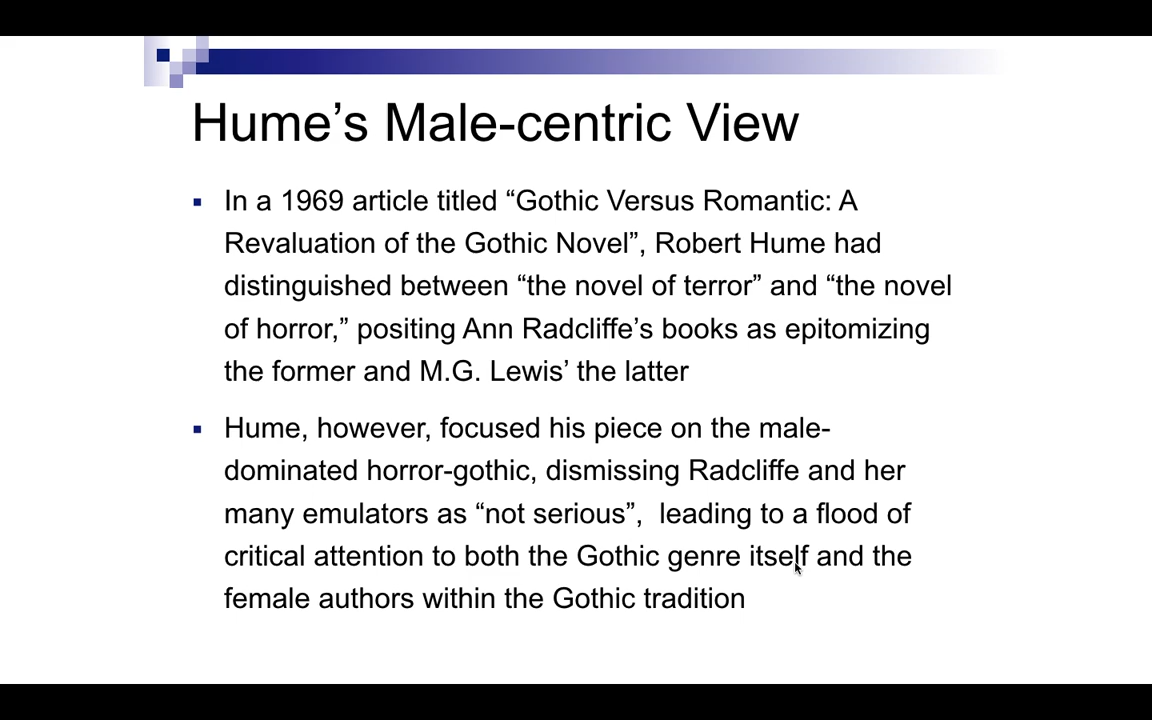 Hume’s Male-centric View
▪ In a 1969 article titled “Gothic Versus Romantic: A
Revaluation of the Gothic Novel”, Robert Hume had
distinguished between “the novel of terror” and “the novel
of horror,” positing Ann Radcliffe’s books as epitomizing
the former and M.G. Lewis’ the latter
▪ Hume, however, focused his piece on the male-
dominated horror-gothic, dismissing Radcliffe and her
many emulators as “not serious”,  leading to a flood of
critical attention to both the Gothic genre itself and the
female authors within the Gothic tradition